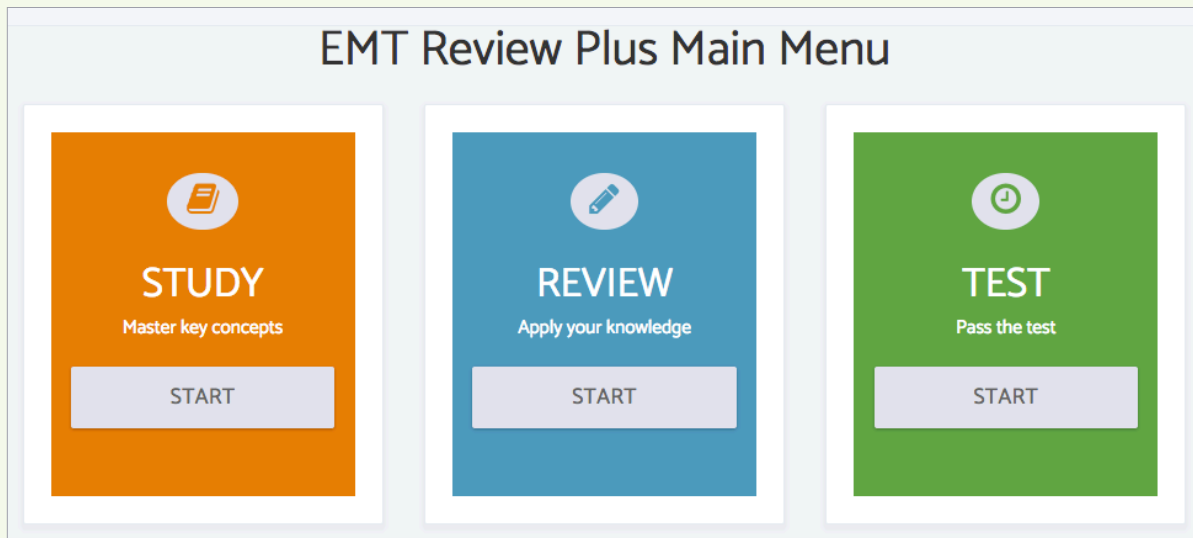 EMT Review Plus Main Menu
STUDY
Master key concepts
START
REVIEW
Apply your knowledge
START
TEST
Pass the test
START